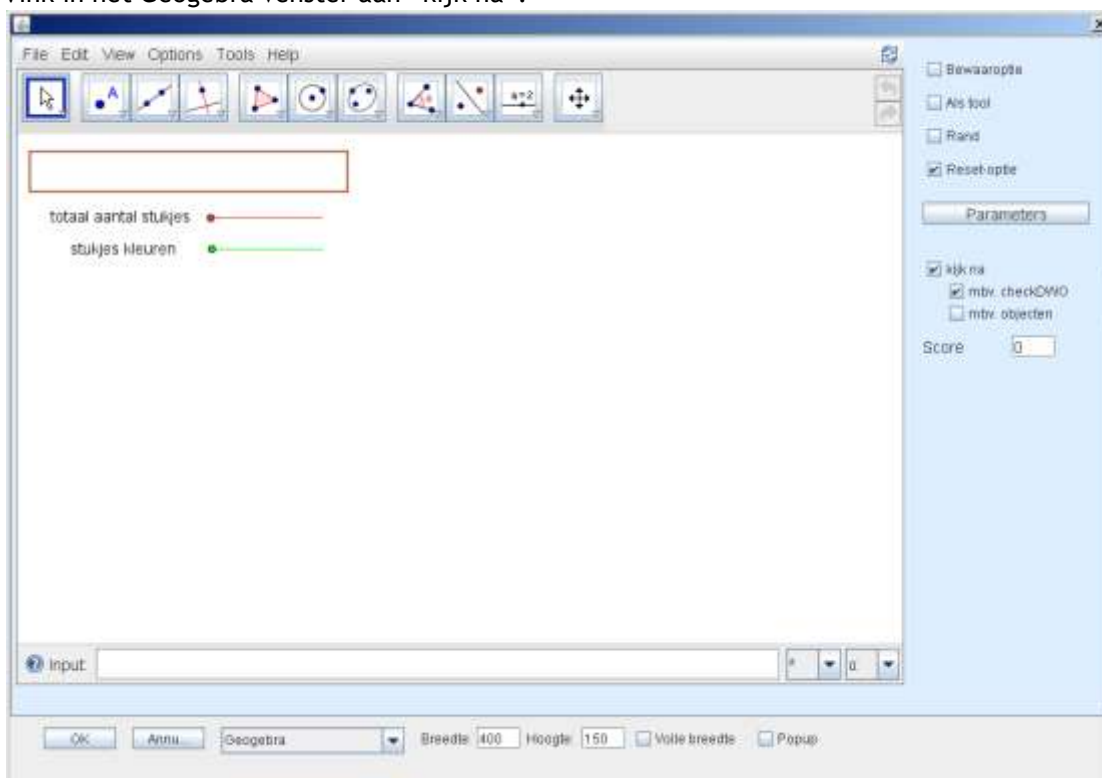 Vink in het Geogebra venster aan "kijk na".
File Edit View Options Tools Help
A
a=2
totaal aantal stukjes
stukjes kleuren
Input:
OK Annu... Geogebra Breedte 400 Hoogte 150 Volle breedte Popup
Bewaaroptie
Als tool
Rand
Reset-optie
Parameters
kijk na
mbv. checkDWO
mbv. objecten
Score 0